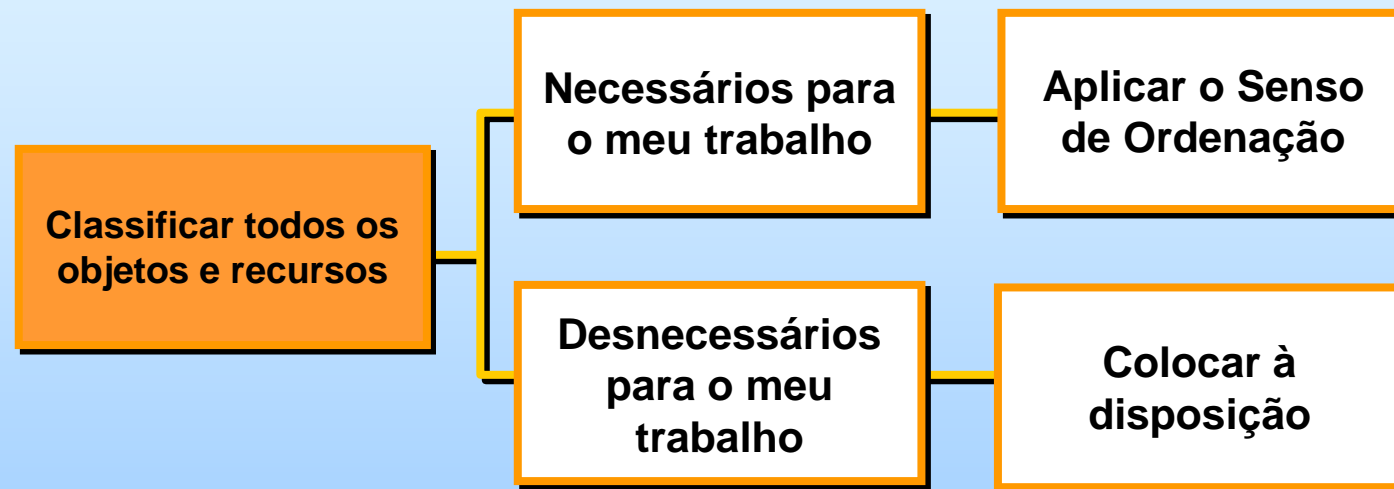 Classificar todos os
objetos e recursos
Necessários para
o meu trabalho
Aplicar o Senso
de Ordenação
Desnecessários
para o meu
trabalho
Colocar à
disposição